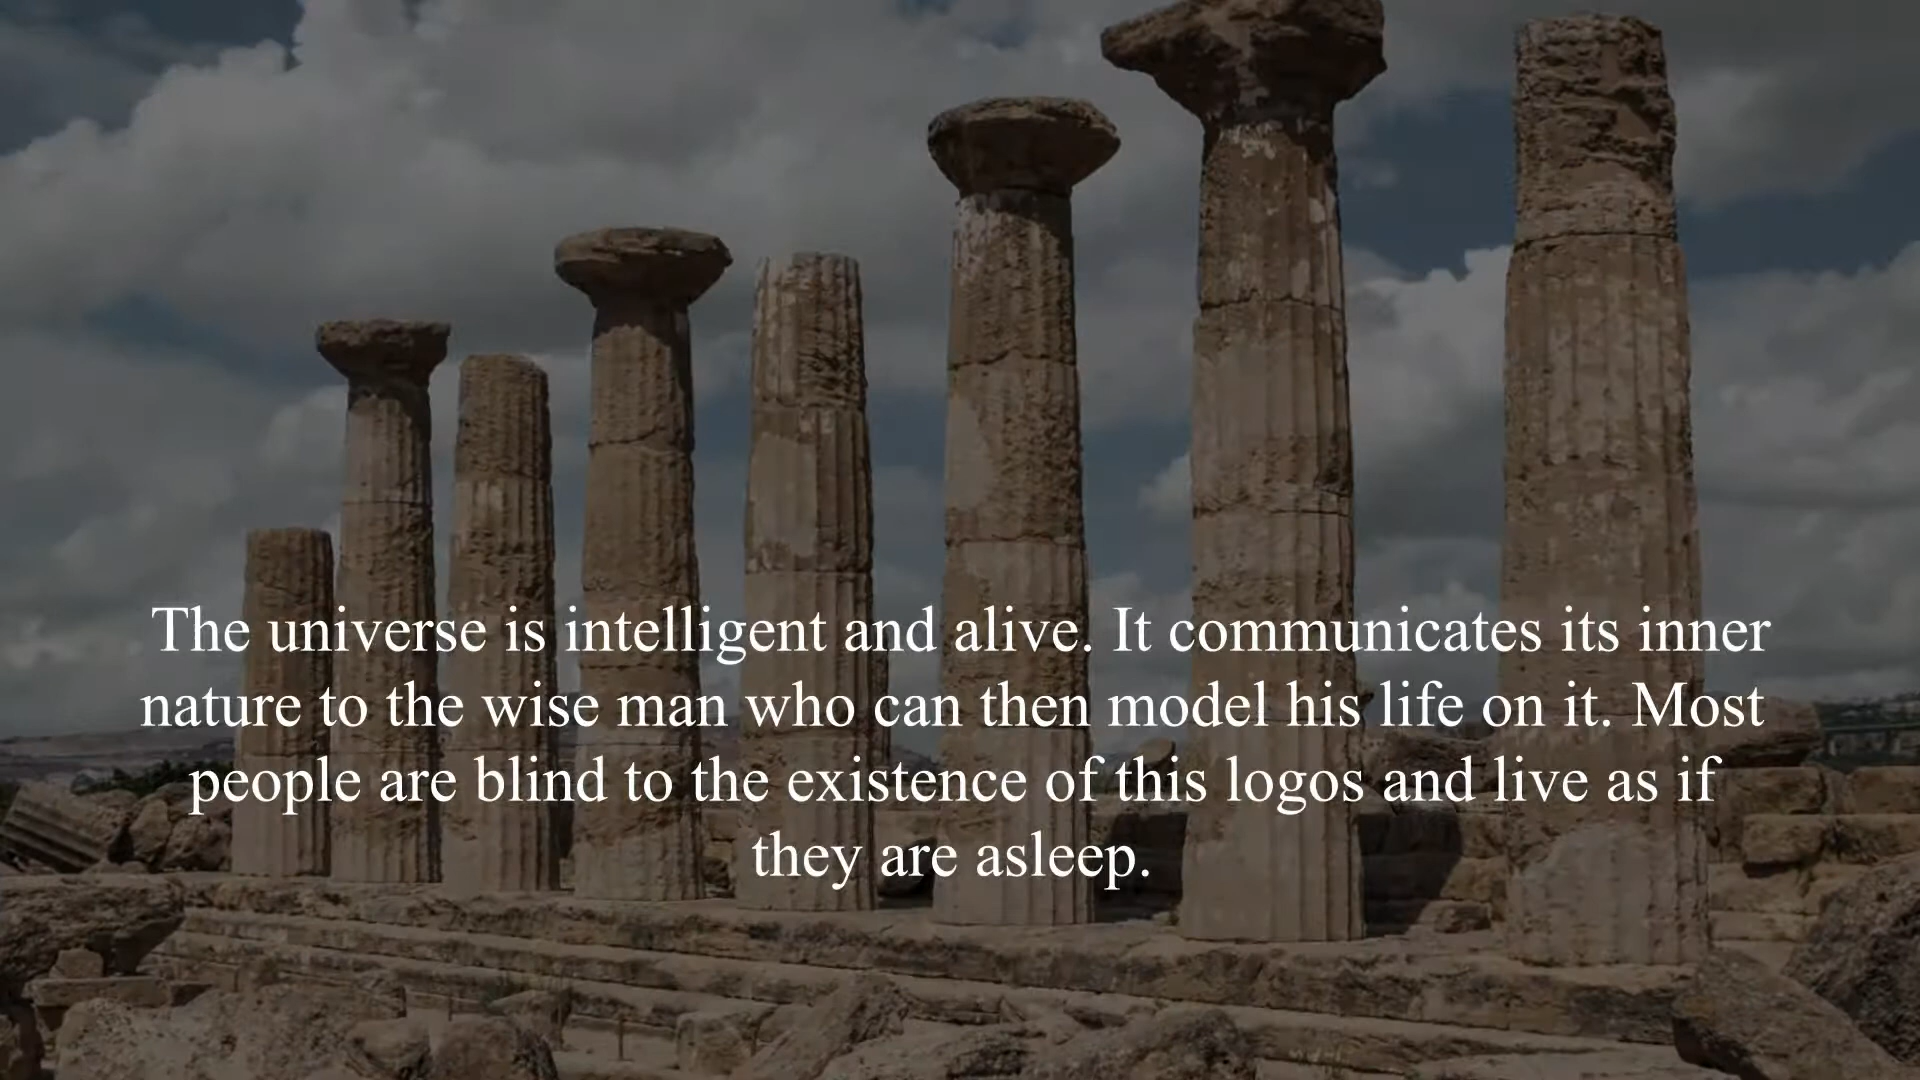 The universe is intelligent and alive. It communicates its inner
nature to the wise man who can then model his life on it. Most
people are blind to the existence of this logos and live as if
they are asleep.